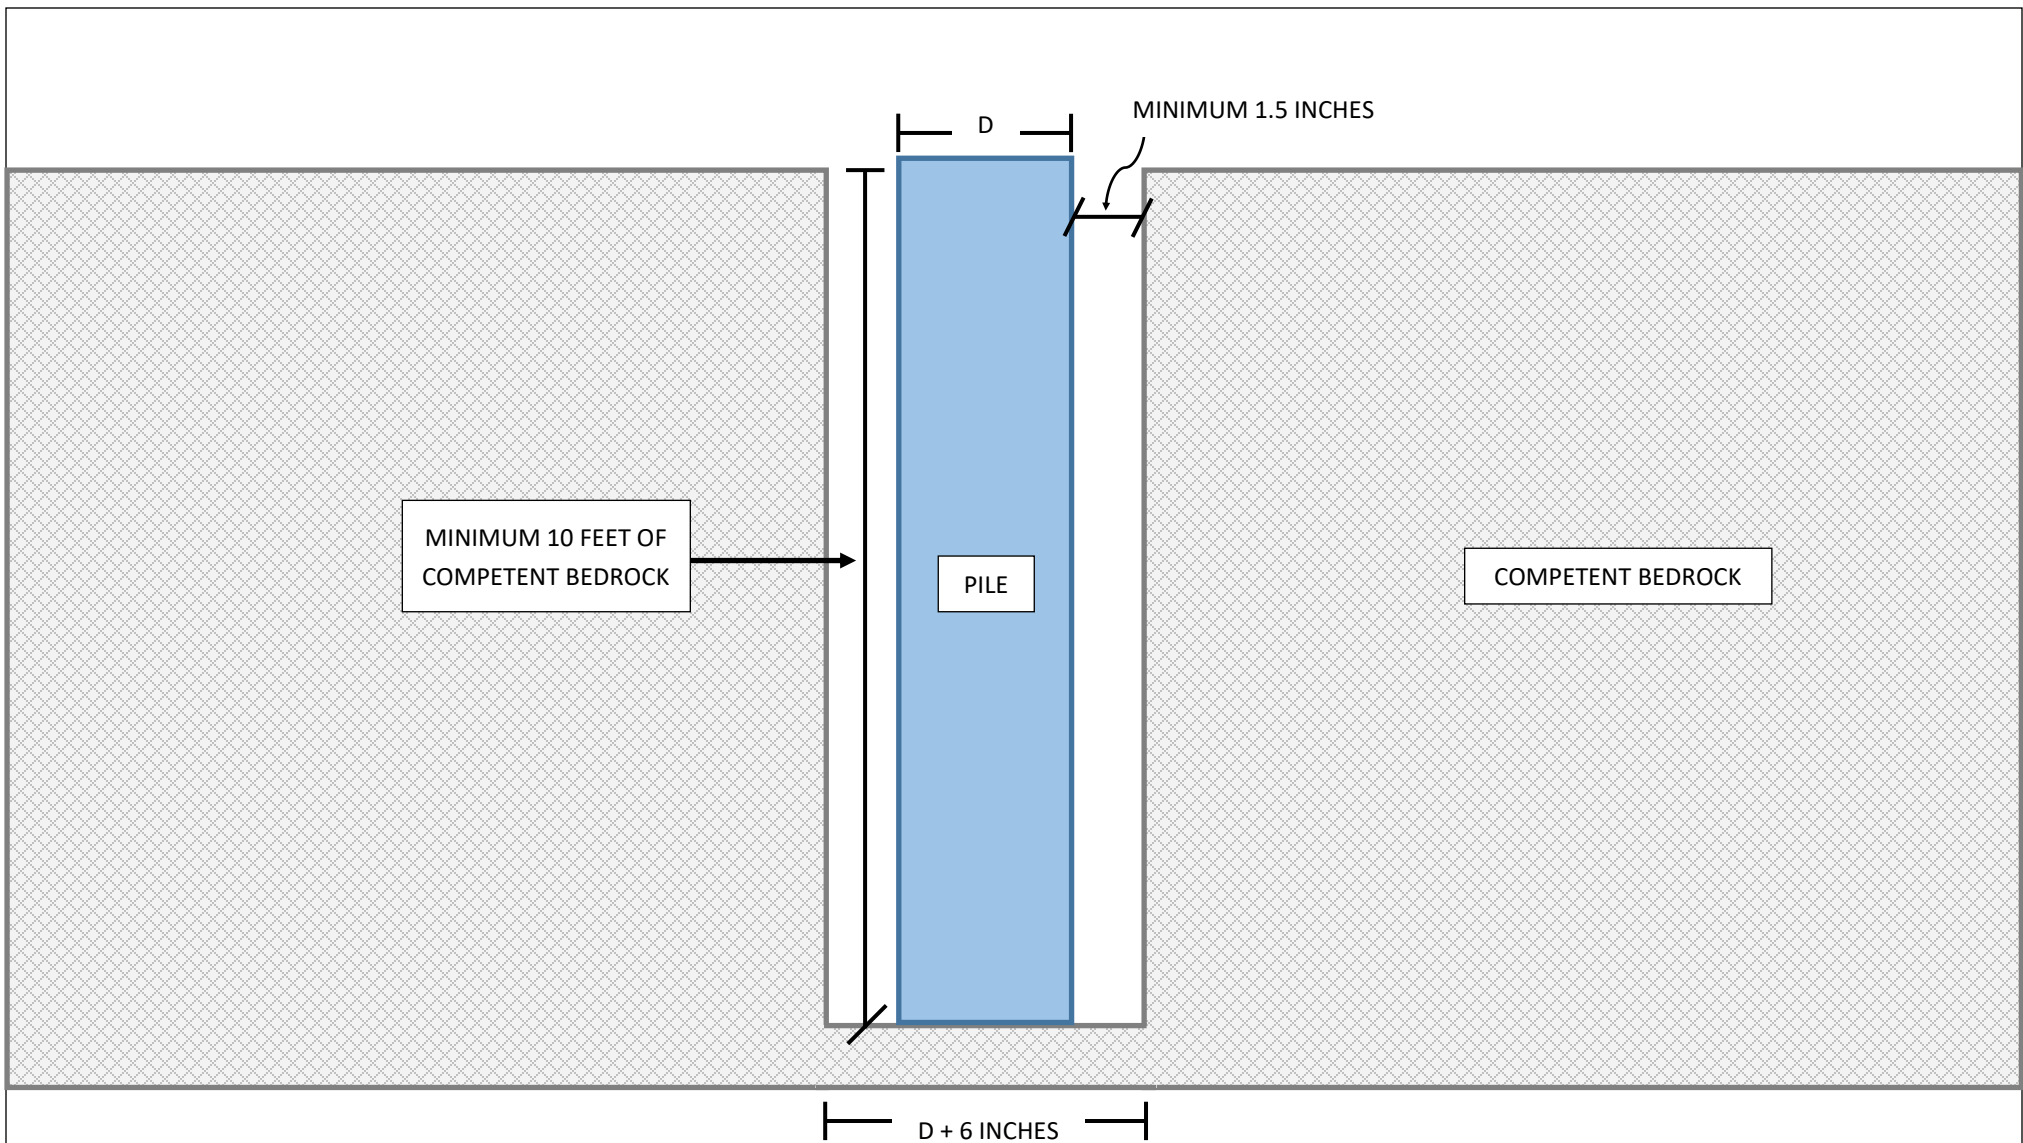 D
MINIMUM 1.5 INCHES
MINIMUM 10 FEET OF
COMPETENT BEDROCK
PILE
COMPETENT BEDROCK
D + 6 INCHES